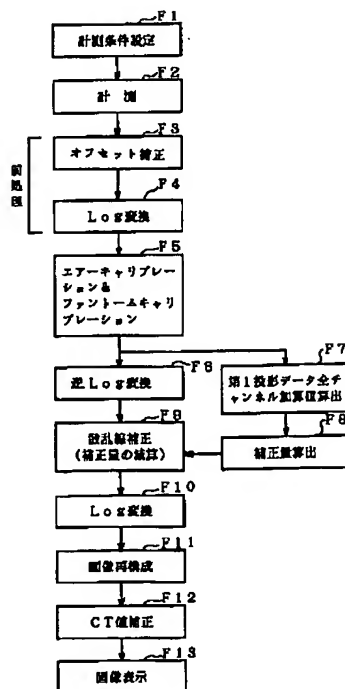 F1
計測条件設定
F2
計測
F3
オフセット補正
前処理
F4
Log変換
F5
エアーキャリブレー
ション&
ファントームキャリ
ブレーション
F6
逆Log変換
F7
第1投影データ全チ
ャンネル加算値算出
F8
補正量算出
F9
散乱線補正
(補正量の減算)
F10
Log変換
F11
画像再構成
F12
CT値補正
F13
画像表示